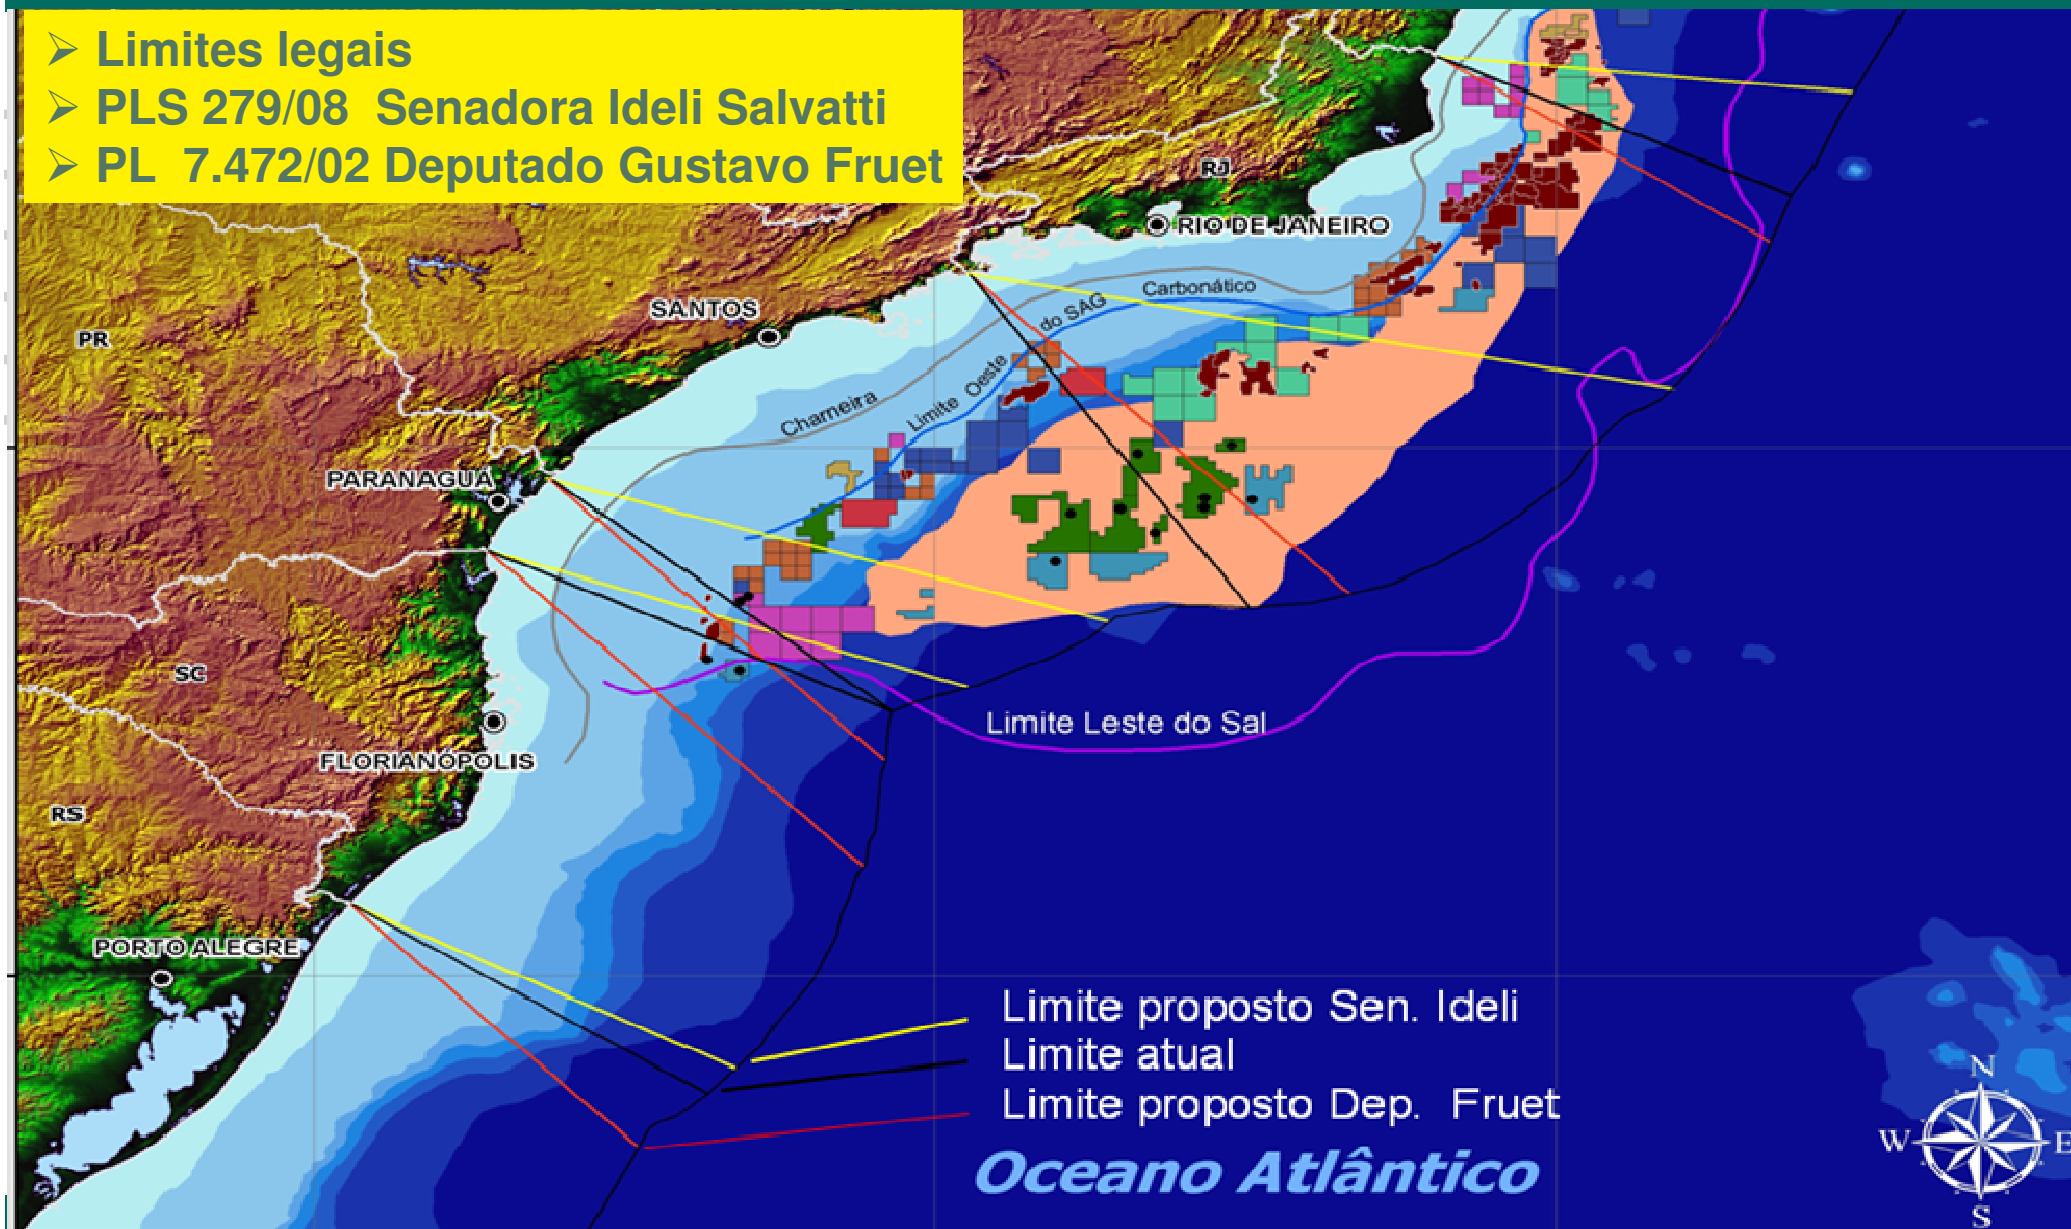 ➢ Limites legais
➢ PLS 279/08 Senadora Ideli Salvatti
➢ PL 7.472/02 Deputado Gustavo Fruet
RJ
RIO DE JANEIRO
SANTOS
PR
Charneira
Limite Oeste do SAG Carbonático
PARANAGUÁ
SC
FLORIANÓPOLIS
Limite Leste do Sal
RS
PORTO ALEGRE
Limite proposto Sen. Ideli
Limite atual
Limite proposto Dep. Fruet
Oceano Atlântico
N
W E
S